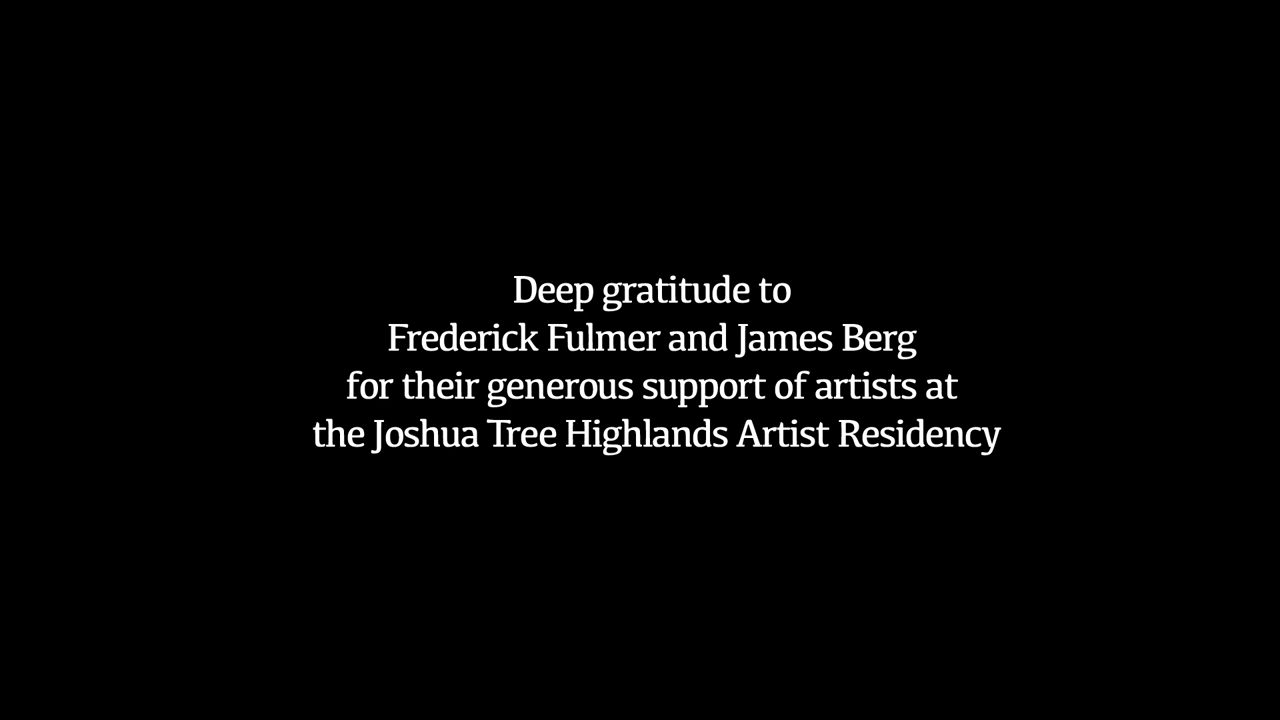 Deep gratitude to
Frederick Fulmer and James Berg
for their generous support of artists at
the Joshua Tree Highlands Artist Residency